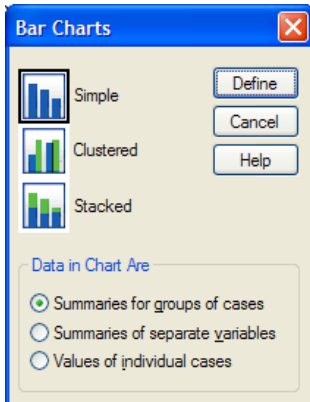 Bar Charts
Simple
Clustered
Stacked
Define
Cancel
Help
Data in Chart Are
Summaries for groups of cases
Summaries of separate variables
Values of individual cases